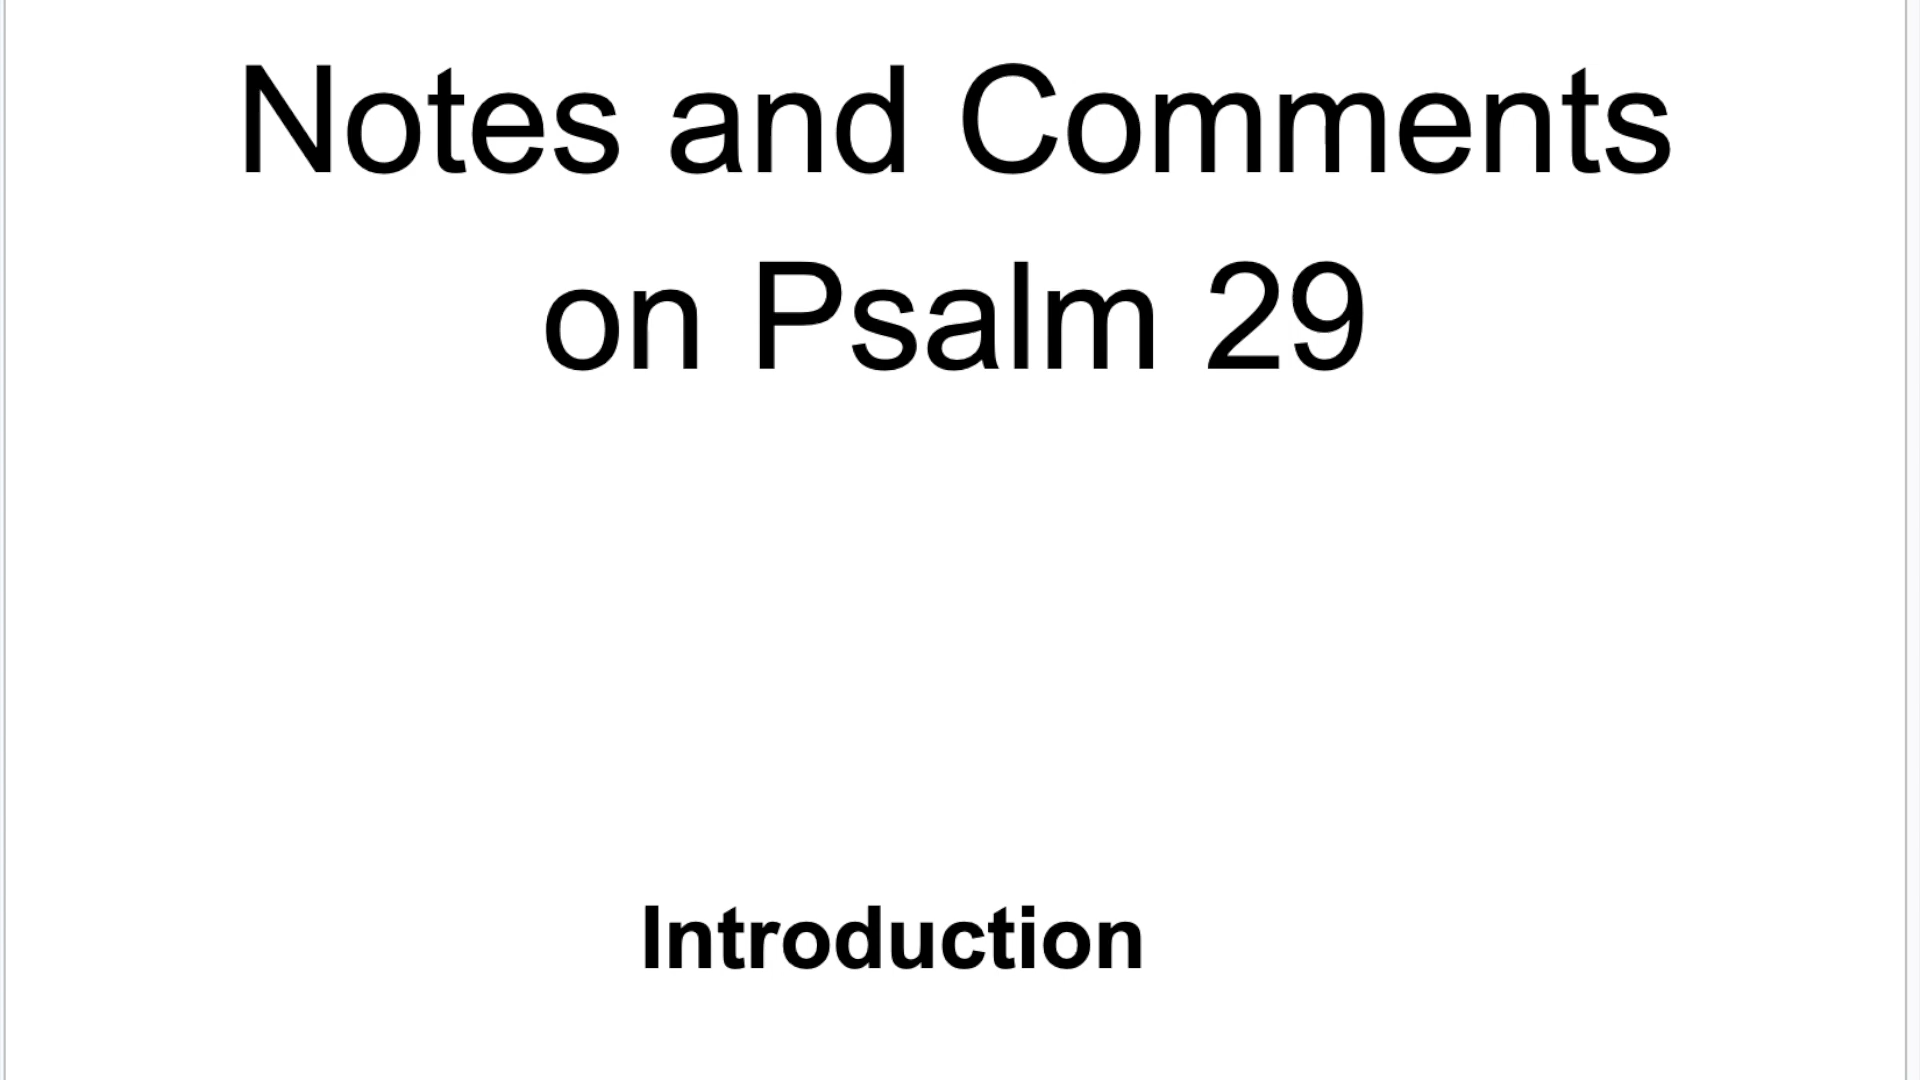 Notes and Comments
on Psalm 29
Introduction